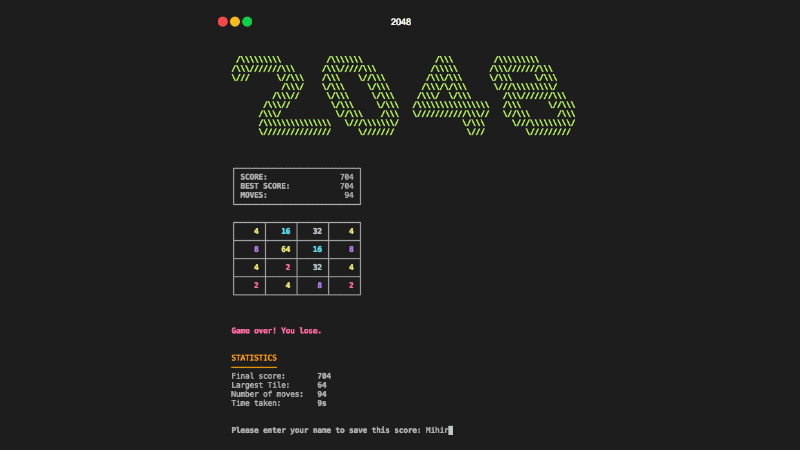 2048
2048
SCORE: 704
BEST SCORE: 704
MOVES: 94
4 16 32 4
8 64 16 8
4 2 32 4
2 4 8 2
Game over! You lose.
STATISTICS
Final score: 704
Largest Tile: 64
Number of moves: 94
Time taken: 9s
Please enter your name to save this score: Mihir